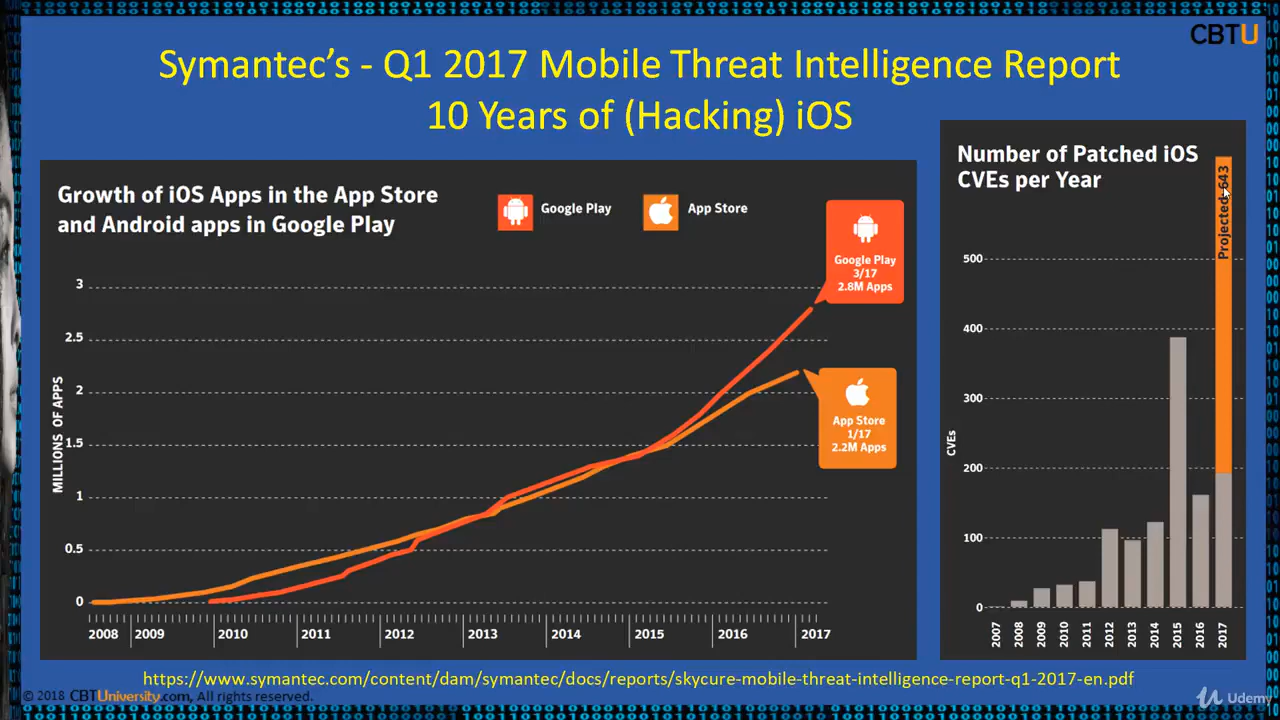 CBTU
Symantec’s - Q1 2017 Mobile Threat Intelligence Report
10 Years of (Hacking) iOS
Growth of iOS Apps in the App Store
and Android apps in Google Play
Google Play
App Store
Google Play
3/17
2.8M Apps
App Store
1/17
2.2M Apps
MILLIONS OF APPS
3
2.5
2
1.5
1
0.5
0
2008 2009 2010 2011 2012 2013 2014 2015 2016 2017
Number of Patched iOS
CVEs per Year
Projected-643
CVEs
500
400
300
200
100
0
2007 2008 2009 2010 2011 2012 2013 2014 2015 2016 2017
https://www.symantec.com/content/dam/symantec/docs/reports/skycure-mobile-threat-intelligence-report-q1-2017-en.pdf
© 2018 CBTUniversity.com, All rights reserved.
Udemy